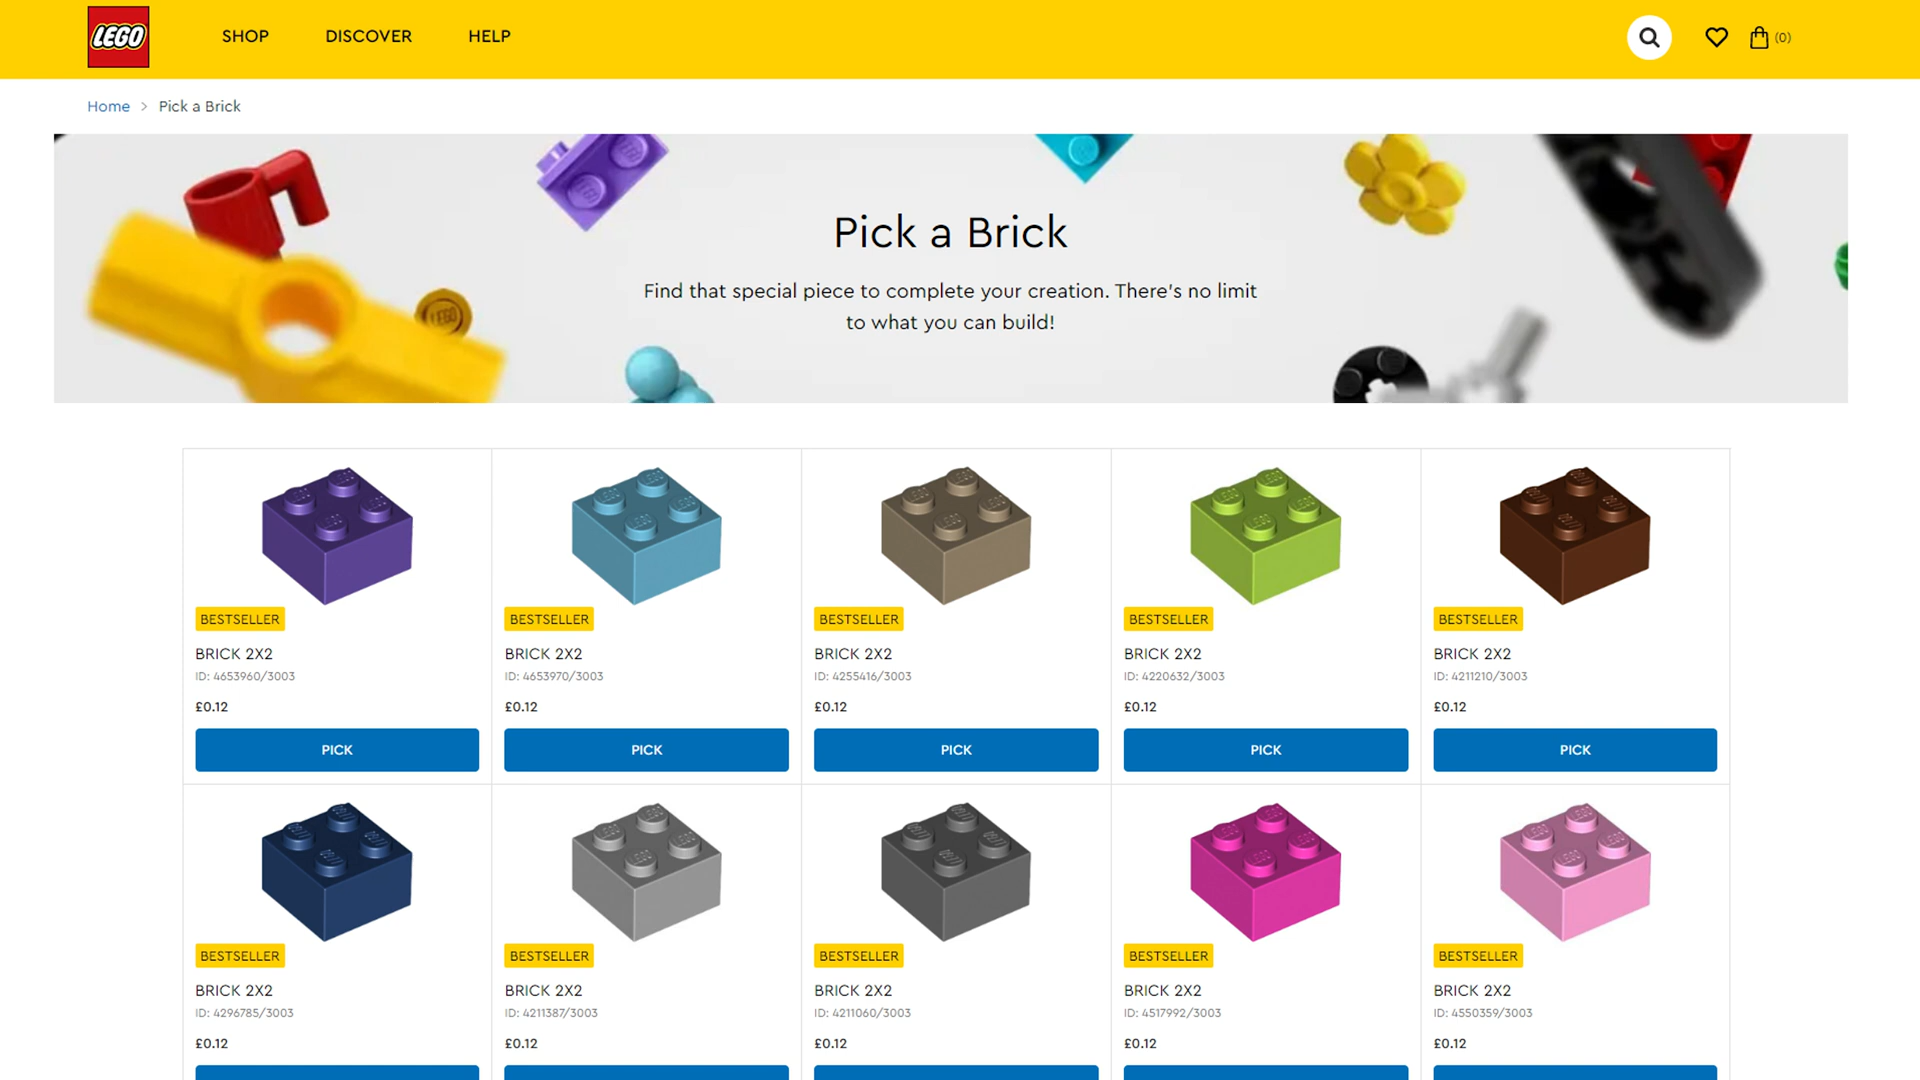 LEGO
SHOP
DISCOVER
HELP
(0)
Home > Pick a Brick
Pick a Brick
Find that special piece to complete your creation. There's no limit
to what you can build!
BESTSELLER
BRICK 2X2
ID: 4653960/3003
£0.12
PICK
BESTSELLER
BRICK 2X2
ID: 4653970/3003
£0.12
PICK
BESTSELLER
BRICK 2X2
ID: 4255416/3003
£0.12
PICK
BESTSELLER
BRICK 2X2
ID: 4220632/3003
£0.12
PICK
BESTSELLER
BRICK 2X2
ID: 4211210/3003
£0.12
PICK
BESTSELLER
BRICK 2X2
ID: 4296785/3003
£0.12
BESTSELLER
BRICK 2X2
ID: 4211387/3003
£0.12
BESTSELLER
BRICK 2X2
ID: 4211060/3003
£0.12
BESTSELLER
BRICK 2X2
ID: 4517992/3003
£0.12
BESTSELLER
BRICK 2X2
ID: 4550359/3003
£0.12